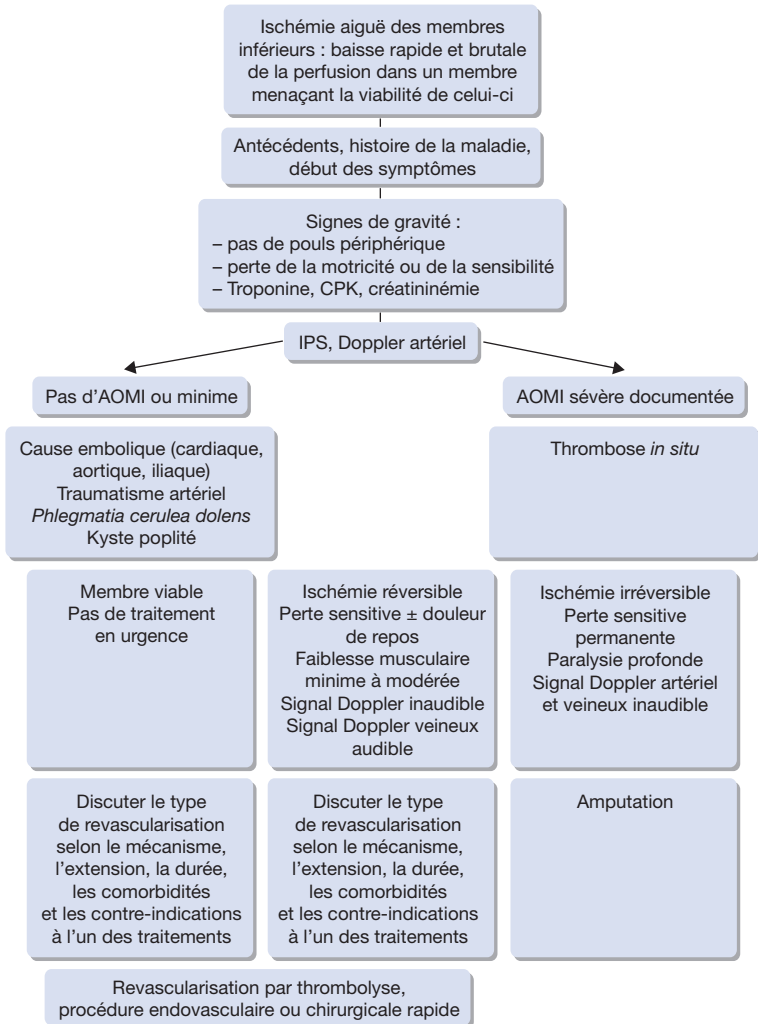 Ischémie aiguë des membres
inférieurs : baisse rapide et brutale
de la perfusion dans un membre
menaçant la viabilité de celui-ci
Antécédents, histoire de la maladie,
début des symptômes
Signes de gravité :
– pas de pouls périphérique
– perte de la motricité ou de la sensibilité
– Troponine, CPK, créatininémie
IPS, Doppler artériel
Pas d’AOMI ou minime
AOMI sévère documentée
Cause embolique (cardiaque,
aortique, iliaque)
Traumatisme artériel
Phlegmatia cerulea dolens
Kyste poplité
Thrombose in situ
Membre viable
Pas de traitement
en urgence
Ischémie réversible
Perte sensitive ± douleur
de repos
Faiblesse musculaire
minime à modérée
Signal Doppler inaudible
Signal Doppler veineux
audible
Ischémie irréversible
Perte sensitive
permanente
Paralysie profonde
Signal Doppler artériel
et veineux inaudible
Discuter le type
de revascularisation
selon le mécanisme,
l’extension, la durée,
les comorbidités
et les contre-indications
à l’un des traitements
Discuter le type
de revascularisation
selon le mécanisme,
l’extension, la durée,
les comorbidités
et les contre-indications
à l’un des traitements
Amputation
Revascularisation par thrombolyse,
procédure endovasculaire ou chirurgicale rapide